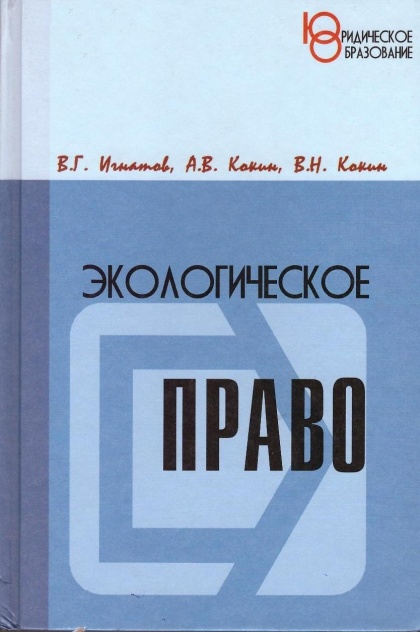 Юридическое
Образование
В.Г. Игнатов, А.В. Кокин, В.Н. Кокин
ЭКОЛОГИЧЕСКОЕ
ПРАВО